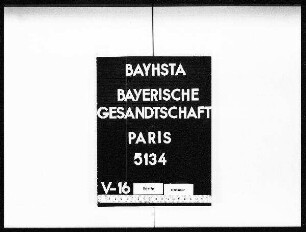 BAYHSTA
BAYERISCHE
GESANDTSCHAFT
PARIS
5134
V-16